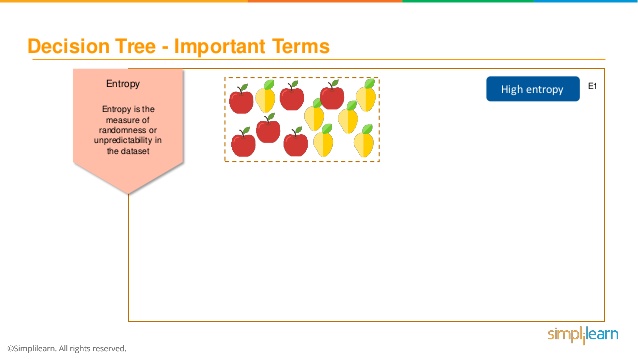 Decision Tree - Important Terms
Entropy
Entropy is the
measure of
randomness or
unpredictability in
the dataset
High entropy
E1
simplilearn
©Simplilearn. All rights reserved.